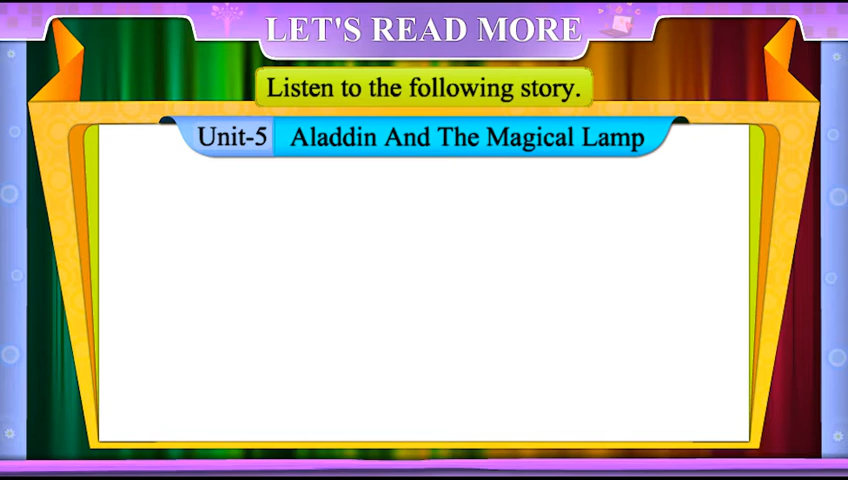 LET'S READ MORE
Listen to the following story.
Unit-5 Aladdin And The Magical Lamp